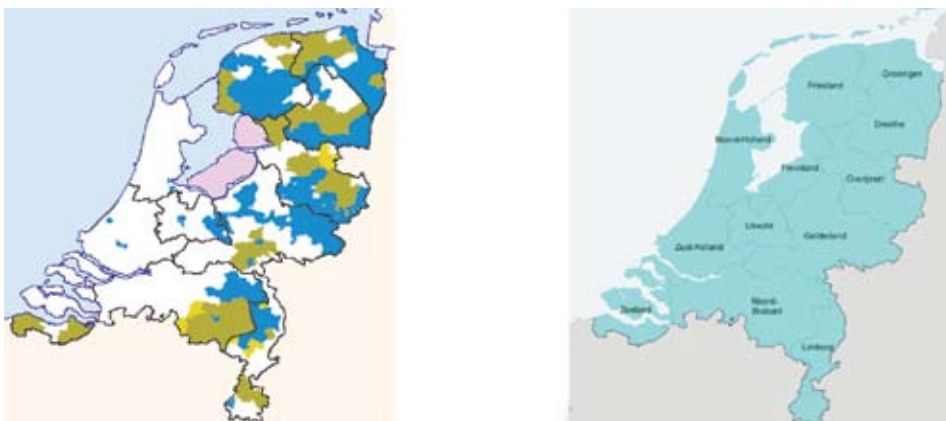 Groningen
Friesland
Drenthe
Noord-Holland
Flevoland
Overijssel
Utrecht
Gelderland
Zuid-Holland
Noord-
Brabant
Zeeland
Limburg